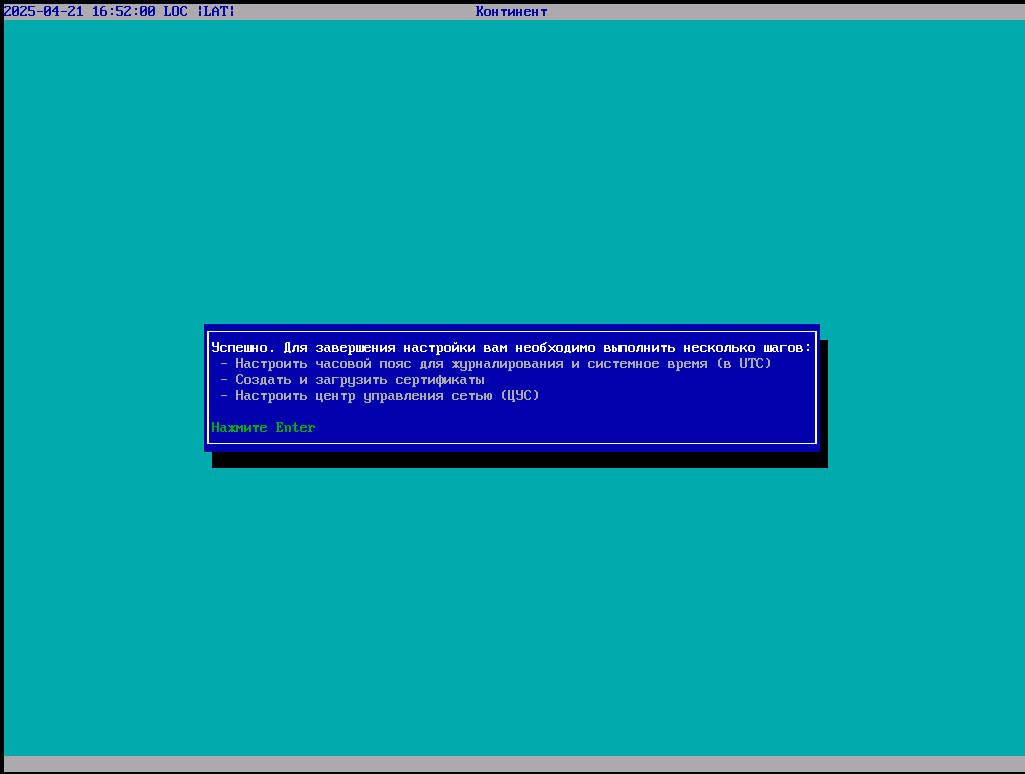 2025-04-21 16:52:00 LOC |LAT| Континент
Успешно. Для завершения настройки вам необходимо выполнить несколько шагов:
- Настроить часовой пояс для журналирования и системное время (в UTC)
- Создать и загрузить сертификаты
- Настроить центр управления сетью (ЦУС)
Нажмите Enter